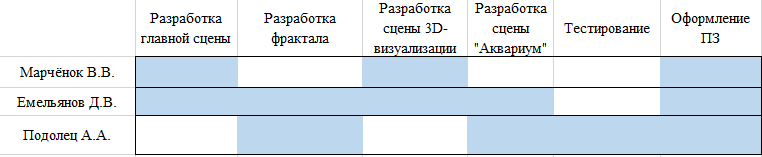 Разработка
главной сцены
Разработка
фрактала
Разработка
сцены 3D-
визуализации
Разработка
сцены
"Аквариум"
Тестирование
Оформление
ПЗ
Марчёнок В.В.
Емельянов Д.В.
Подолец А.А.